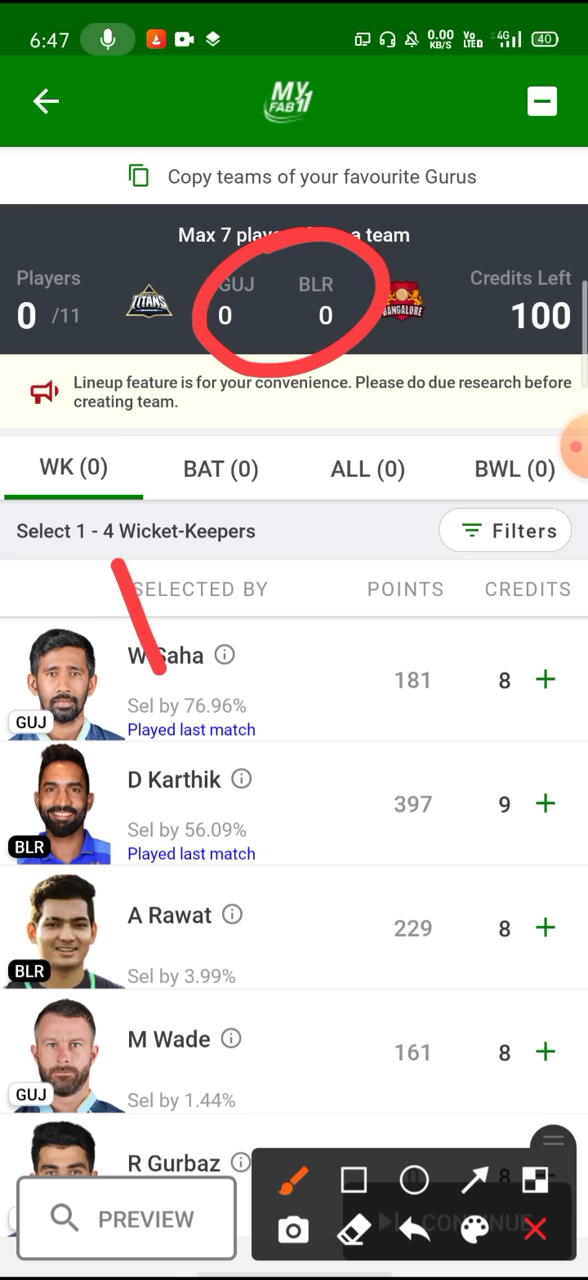 6:47
0.00 KB/S
Vo LTE
4G
40
MY FAB 11
Copy teams of your favourite Gurus
Max 7 a team
Players
GUJ
BLR
Credits Left
0 /11
TITANS
0
0
BANGALORE
100
Lineup feature is for your convenience. Please do due research before
creating team.
WK (0)
BAT (0)
ALL (0)
BWL (0)
Select 1 - 4 Wicket-Keepers
Filters
SELECTED BY
POINTS
CREDITS
W Saha
181
8
Sel by 76.96%
GUJ
Played last match
D Karthik
397
9
Sel by 56.09%
BLR
Played last match
A Rawat
229
8
BLR
Sel by 3.99%
M Wade
161
8
GUJ
Sel by 1.44%
R Gurbaz
8
PREVIEW
CONTINUE